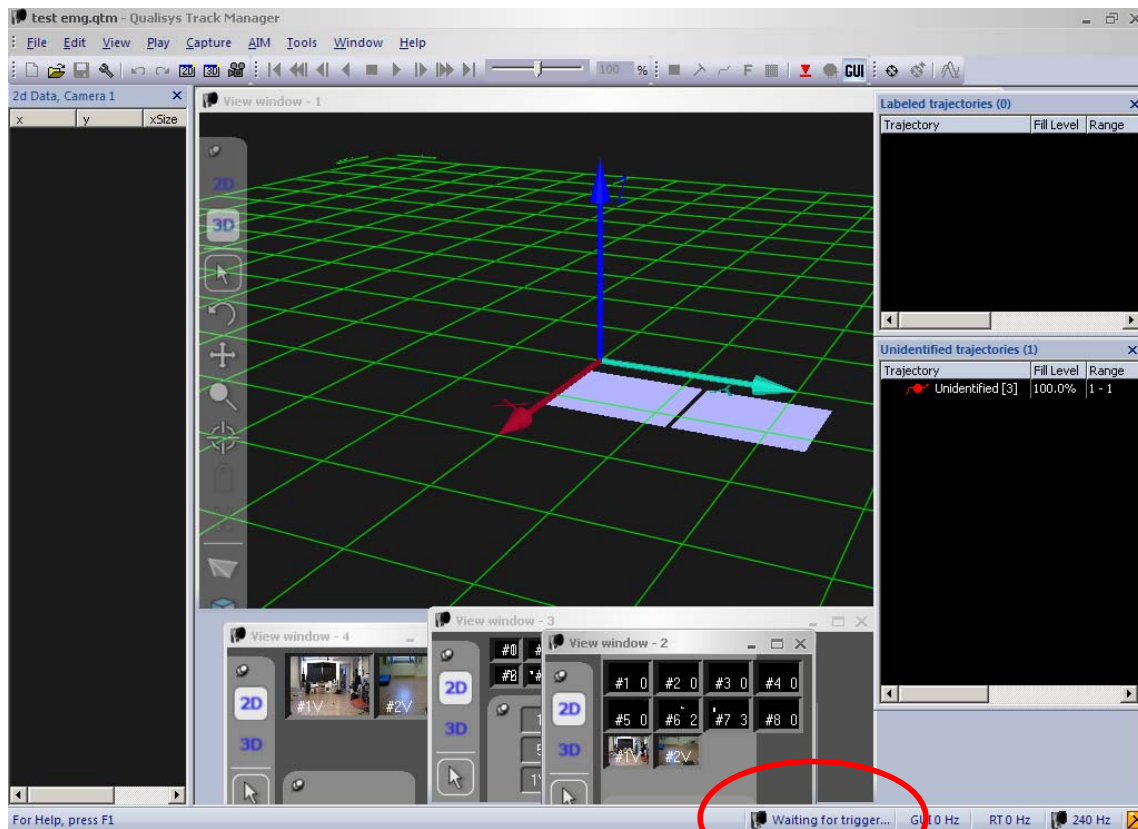 test emg.qtm - Qualisys Track Manager
File Edit View Play Capture AIM Tools Window Help
2D 3D 100 % F GUI
2d Data, Camera 1
x y xSize
View window - 1
2D
3D
Labeled trajectories (0)
Trajectory Fill Level Range
Unidentified trajectories (1)
Trajectory Fill Level Range
Unidentified [3] 100.0% 1 - 1
View window - 4
2D
3D
#1V #2V
View window - 3
2D
3D
#0
View window - 2
2D
3D
#1 0 #2 0 #3 0 #4 0
#5 0 #6 2 #7 3 #8 0
#1V #2V
For Help, press F1
Waiting for trigger... GUI 0 Hz RT 0 Hz 240 Hz